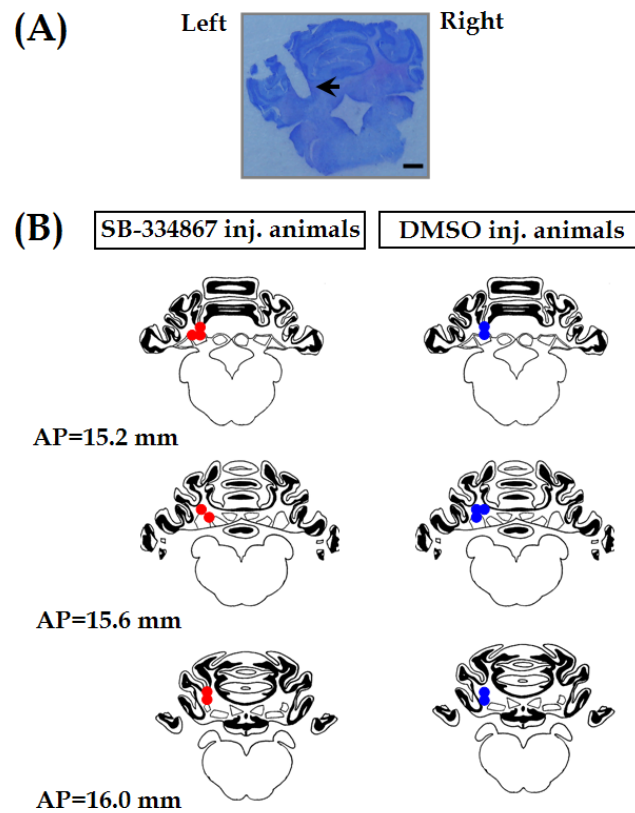 (A)
Left
Right
(B)
SB-334867 inj. animals
DMSO inj. animals
AP=15.2 mm
AP=15.6 mm
AP=16.0 mm